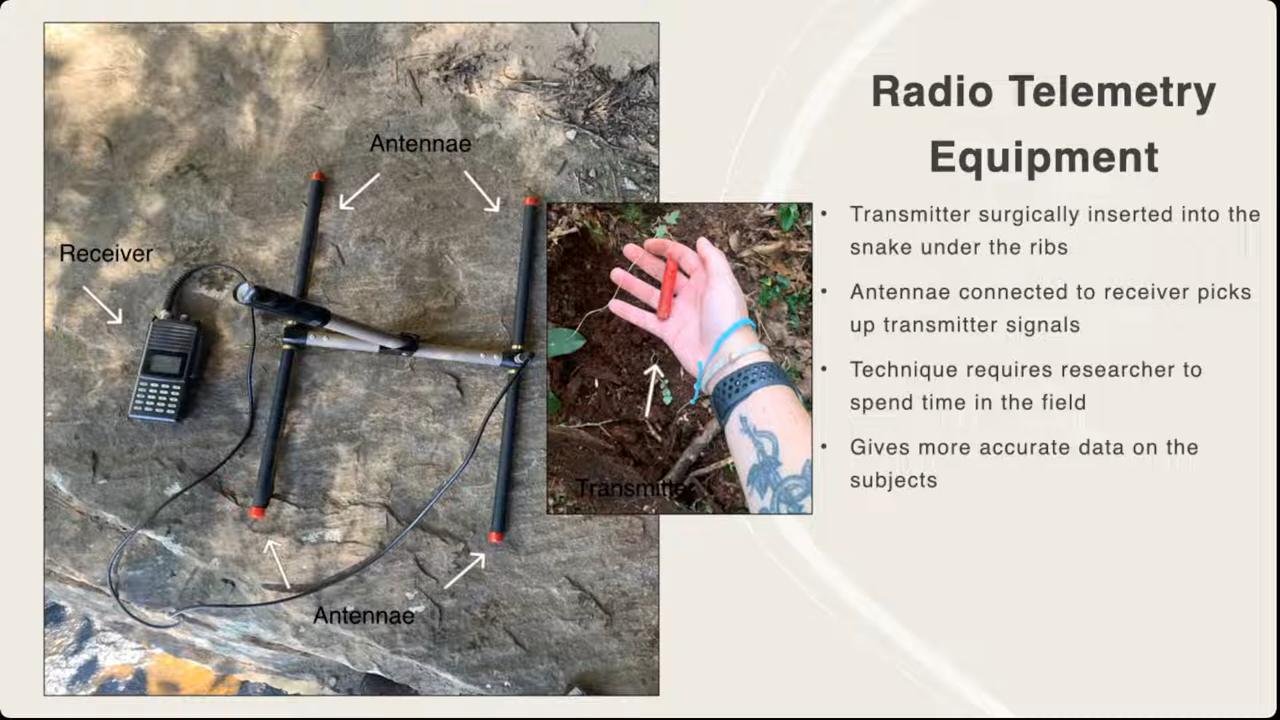 Radio Telemetry
Equipment
Antennae
Receiver
Transmitter
Antennae
• Transmitter surgically inserted into the
snake under the ribs
• Antennae connected to receiver picks
up transmitter signals
• Technique requires researcher to
spend time in the field
• Gives more accurate data on the
subjects